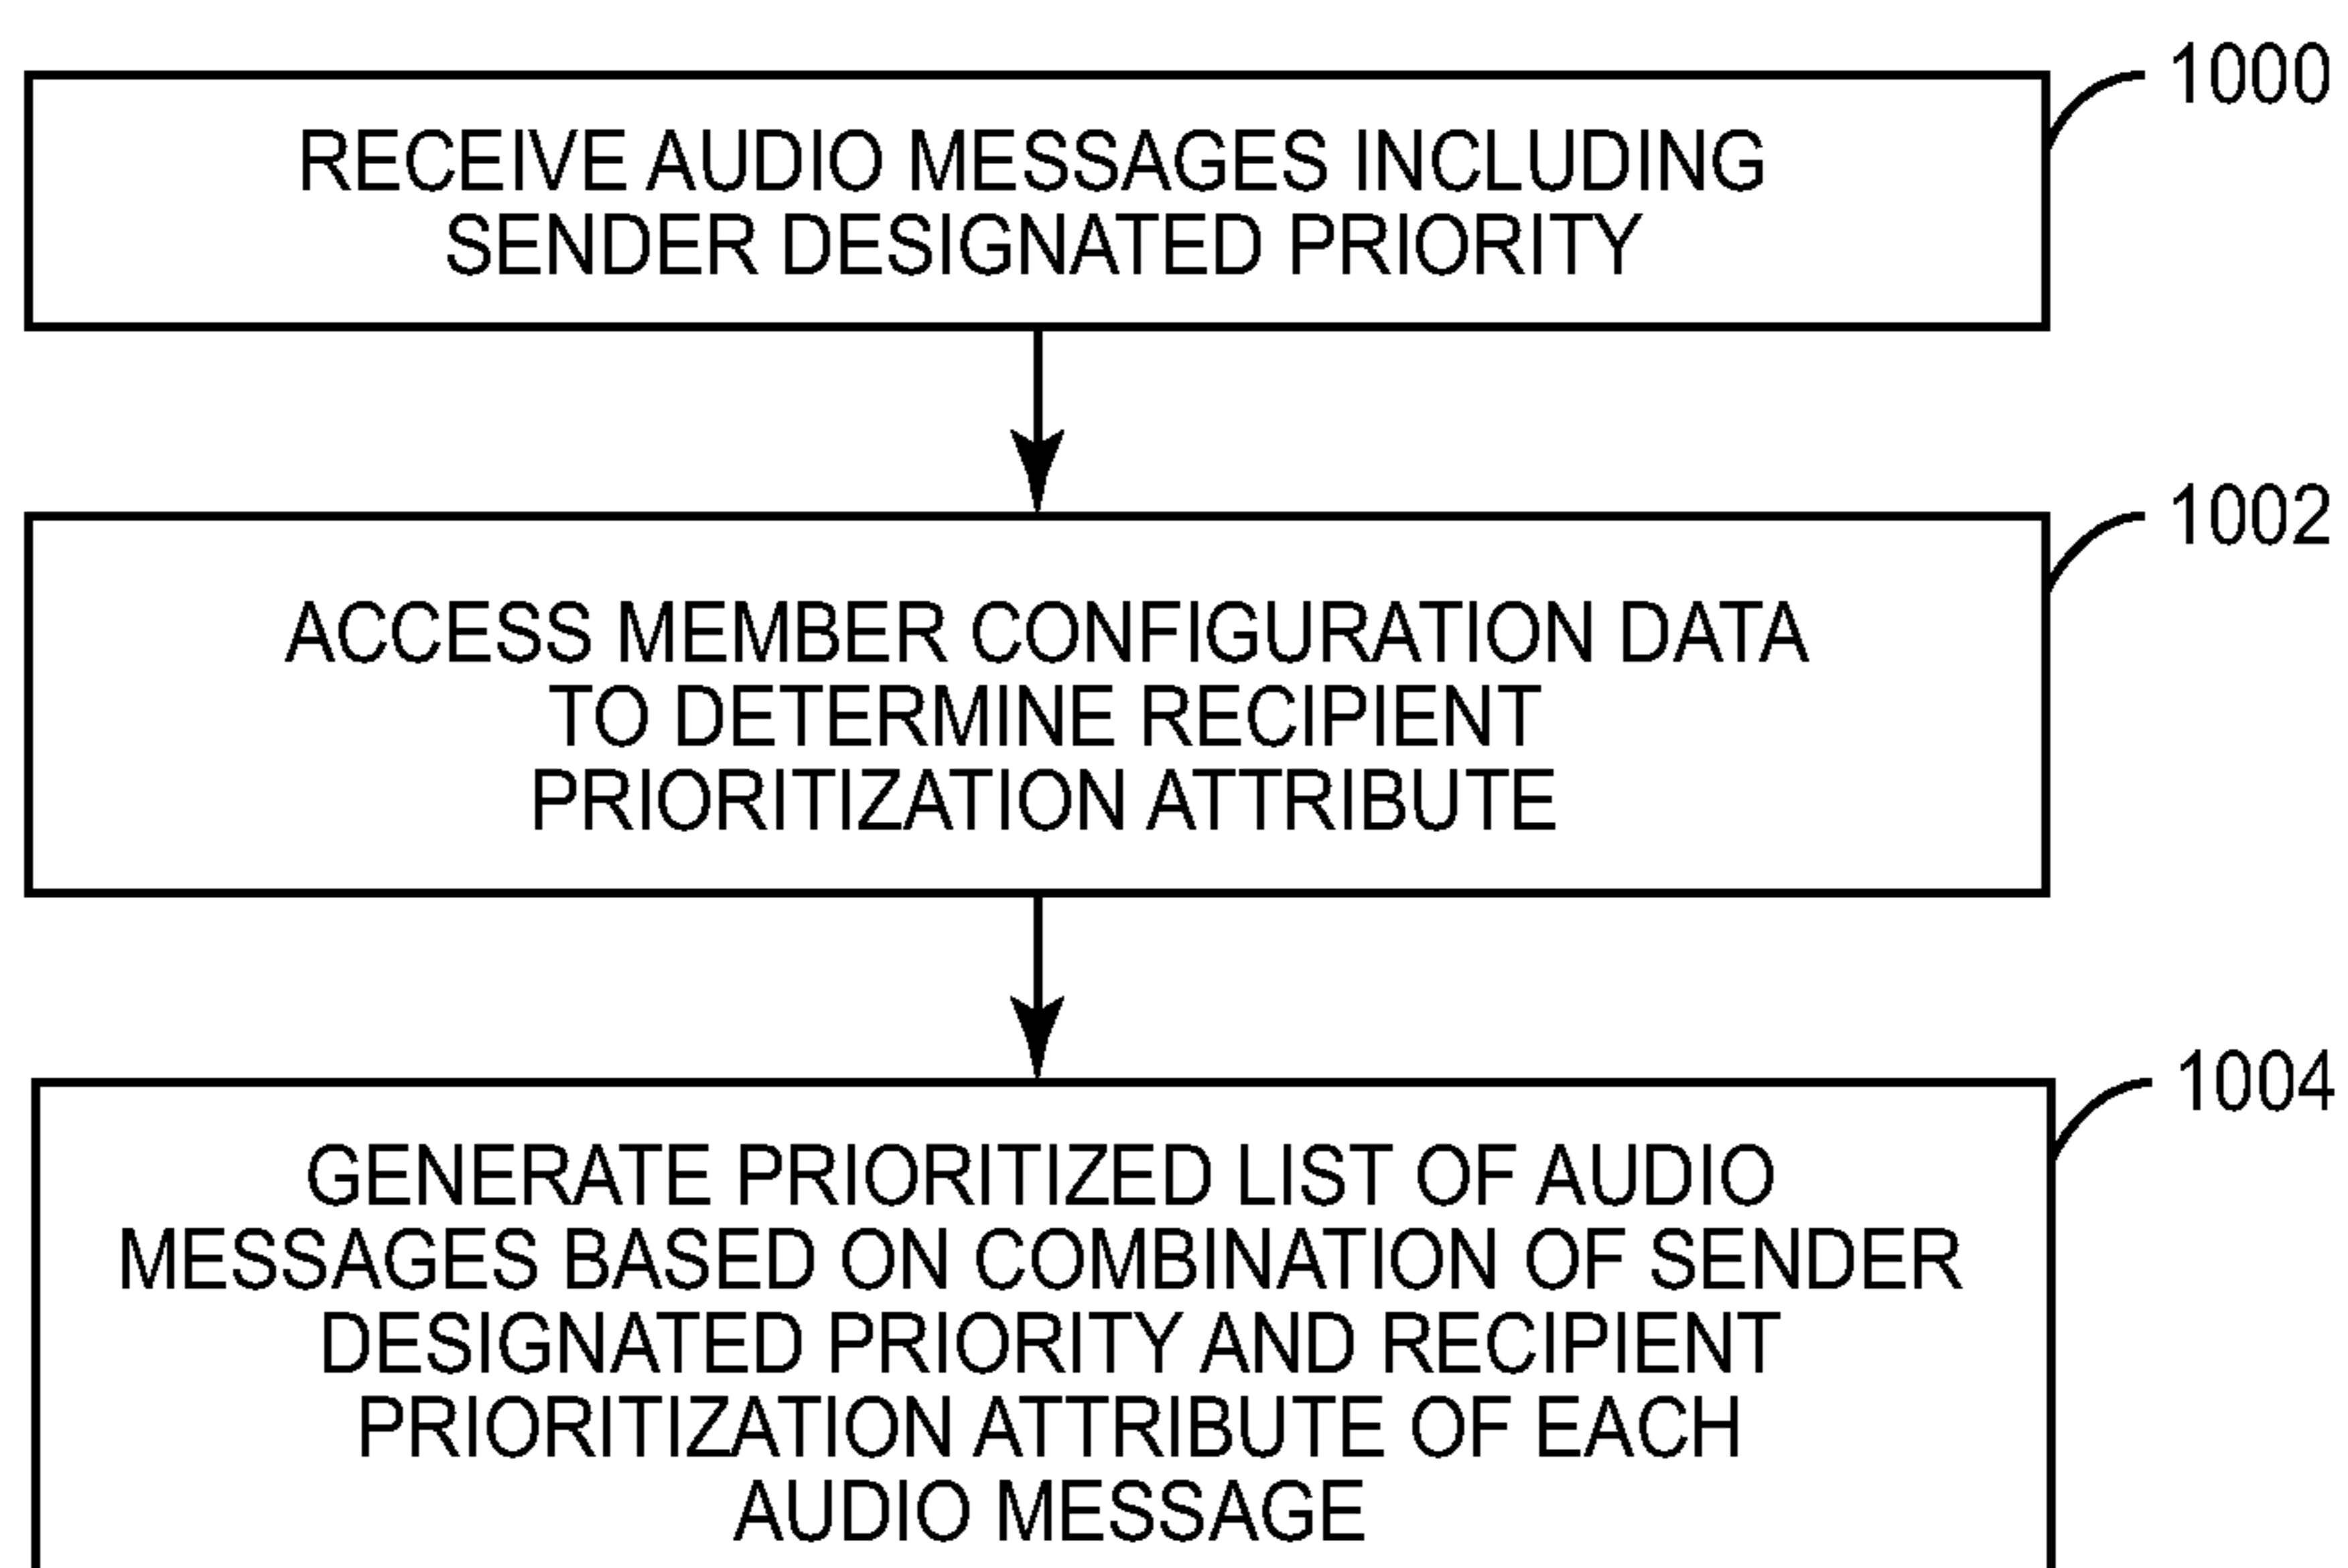 1000
RECEIVE AUDIO MESSAGES INCLUDING
SENDER DESIGNATED PRIORITY
1002
ACCESS MEMBER CONFIGURATION DATA
TO DETERMINE RECIPIENT
PRIORITIZATION ATTRIBUTE
1004
GENERATE PRIORITIZED LIST OF AUDIO
MESSAGES BASED ON COMBINATION OF SENDER
DESIGNATED PRIORITY AND RECIPIENT
PRIORITIZATION ATTRIBUTE OF EACH
AUDIO MESSAGE